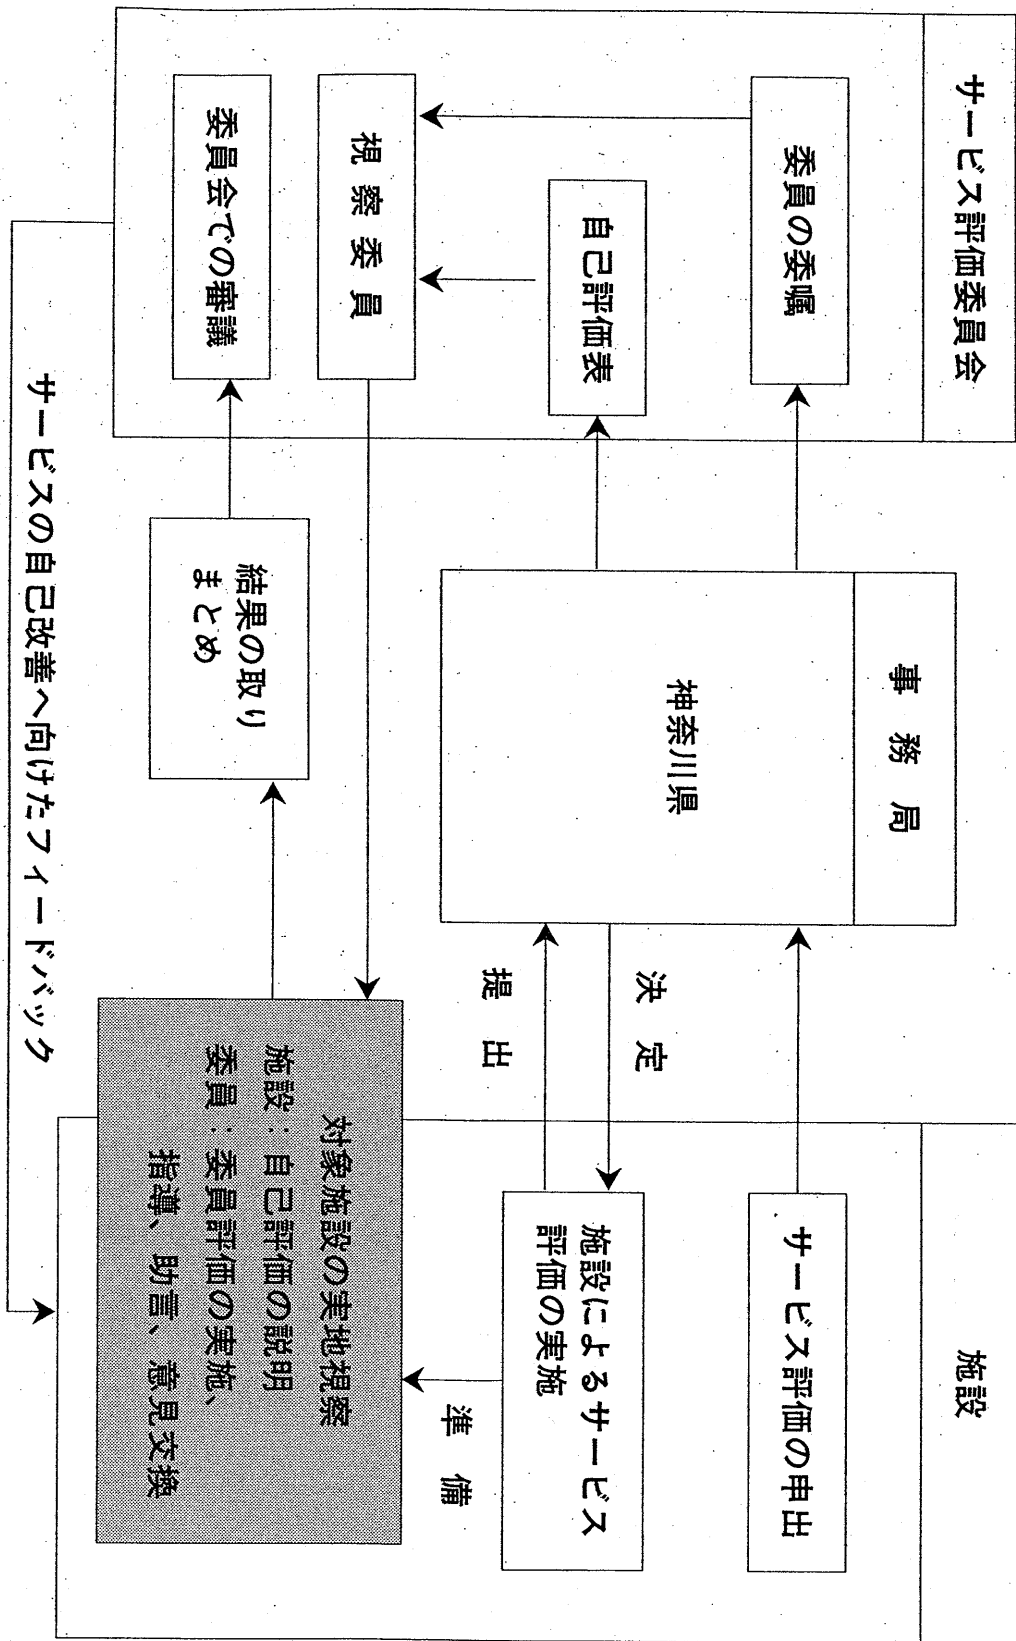 サービス評価委員会
事務局
施設
委員の委嘱
神奈川県
サービス評価の申出
自己評価表
決定
提出
施設によるサービス
評価の実施
準備
視察委員
対象施設の実地視察
施設：自己評価の説明
委員：委員評価の実施、
指導、助言、意見交換
委員会での審議
結果の取り
まとめ
サービスの自己改善へ向けたフィードバック